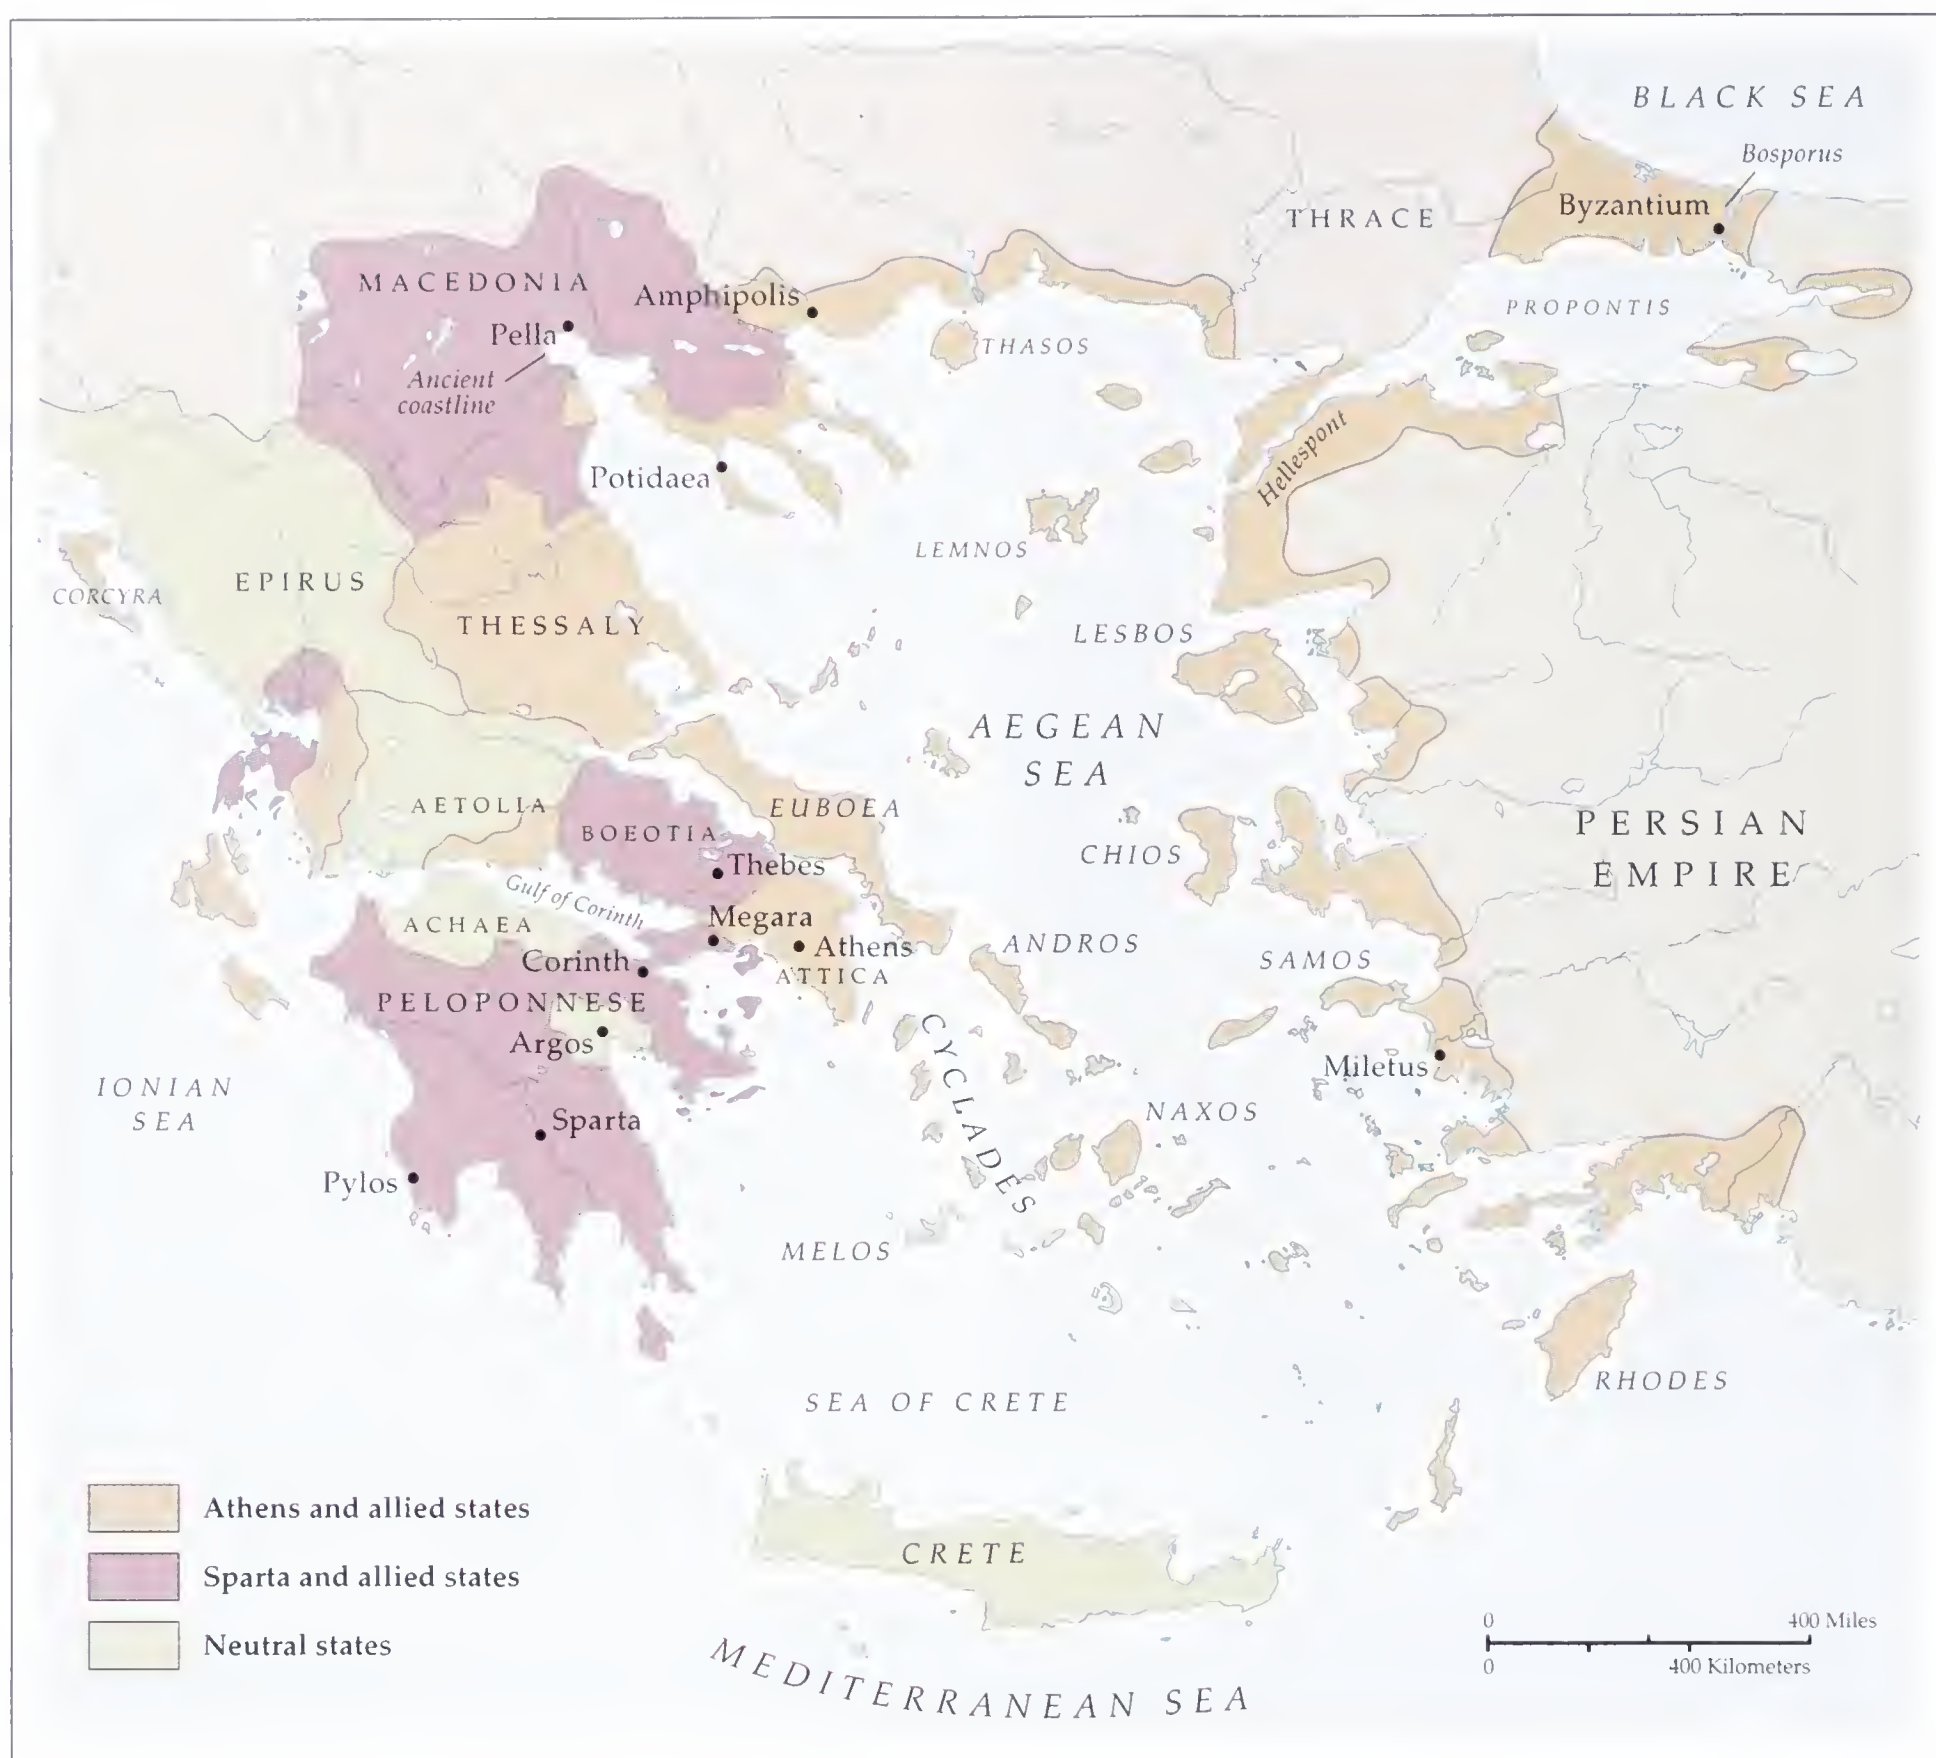 BLACK SEA
Bosporus
Byzantium
THRACE
MACEDONIA
Amphipolis
PROPONTIS
Pella
THASOS
Ancient
coastline
Hellespont
Potidaea
LEMNOS
EPIRUS
CORCYRA
THESSALY
LESBOS
AEGEAN
SEA
AETOLIA
EUBOEA
BOEOTIA
PERSIAN
EMPIRE
CHIOS
Thebes
Gulf of Corinth
Megara
ACHAEA
Athens
ANDROS
Corinth
SAMOS
ATTICA
PELOPONNESE
Argos
CYCLADES
Miletus
IONIAN
SEA
NAXOS
Sparta
Pylos
MELOS
RHODES
SEA OF CRETE
Athens and allied states
CRETE
Sparta and allied states
0 400 Miles
Neutral states
0 400 Kilometers
MEDITERRANEAN SEA